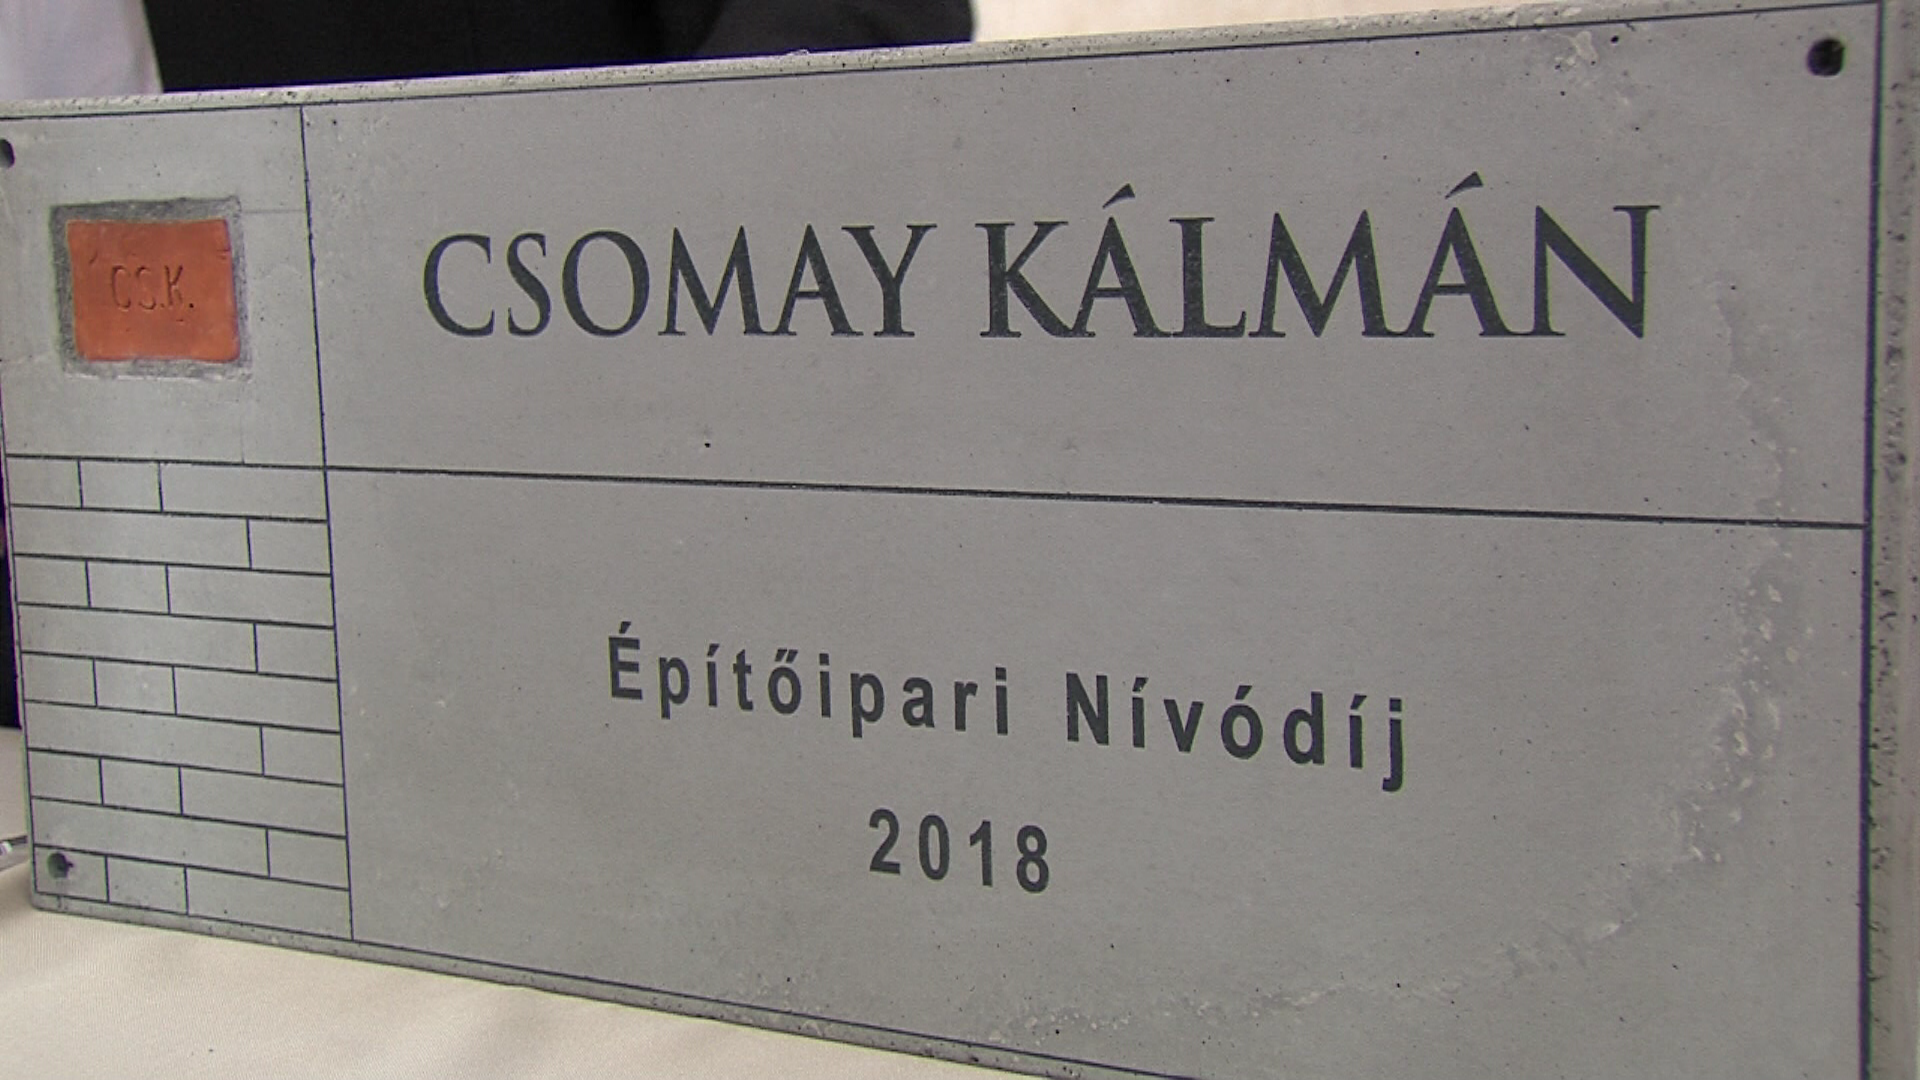 CS.K.
CSOMAY KÁLMÁN
Építőipari Nívódíj
2018